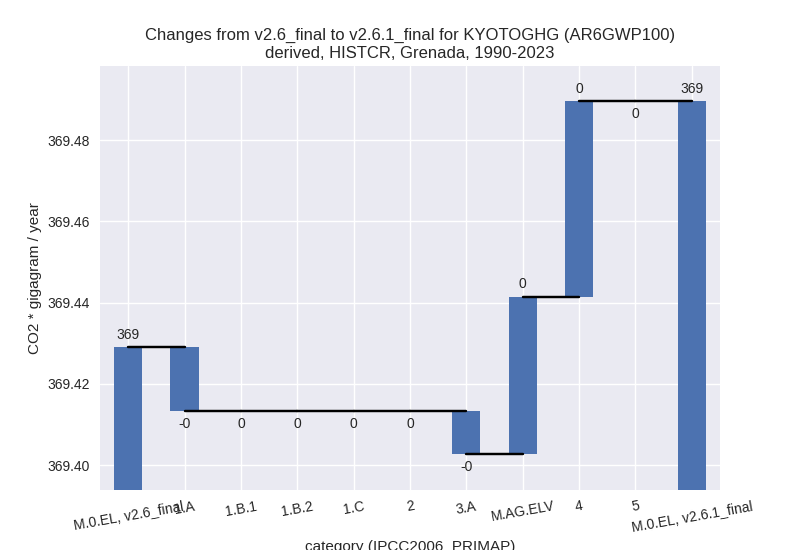 Changes from v2.6_final to v2.6.1_final for KYOTOGHG (AR6GWP100)
derived, HISTCR, Grenada, 1990-2023
CO2 * gigagram / year
369.48
369.46
369.44
369.42
369.40
369
-0
0
0
0
0
-0
0
0
0
369
M.0.EL, v2.6_final
1.A
1.B.1
1.B.2
1.C
2
3.A
M.AG.ELV
4
5
M.0.EL, v2.6.1_final
category (IPCC2006_PRIMAP)